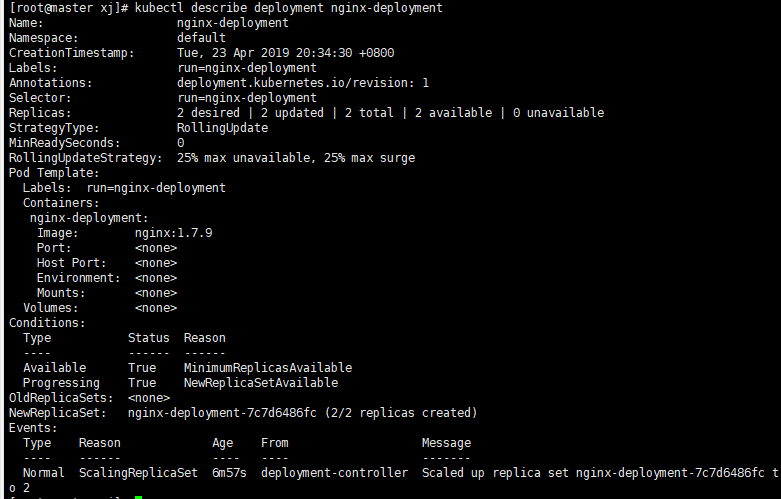 [root@master xj]# kubectl describe deployment nginx-deployment
Name:                   nginx-deployment
Namespace:              default
CreationTimestamp:      Tue, 23 Apr 2019 20:34:30 +0800
Labels:                 run=nginx-deployment
Annotations:            deployment.kubernetes.io/revision: 1
Selector:               run=nginx-deployment
Replicas:               2 desired | 2 updated | 2 total | 2 available | 0 unavailable
StrategyType:           RollingUpdate
MinReadySeconds:        0
RollingUpdateStrategy:  25% max unavailable, 25% max surge
Pod Template:
  Labels:  run=nginx-deployment
  Containers:
   nginx-deployment:
    Image:        nginx:1.7.9
    Port:         <none>
    Host Port:    <none>
    Environment:  <none>
    Mounts:       <none>
  Volumes:        <none>
Conditions:
  Type           Status  Reason
  ----           ------  ------
  Available      True    MinimumReplicasAvailable
  Progressing    True    NewReplicaSetAvailable
OldReplicaSets:  <none>
NewReplicaSet:   nginx-deployment-7c7d6486fc (2/2 replicas created)
Events:
  Type    Reason             Age    From                   Message
  ----    ------             ----   ----                   -------
  Normal  ScalingReplicaSet  6m57s  deployment-controller  Scaled up replica set nginx-deployment-7c7d6486fc t
o 2